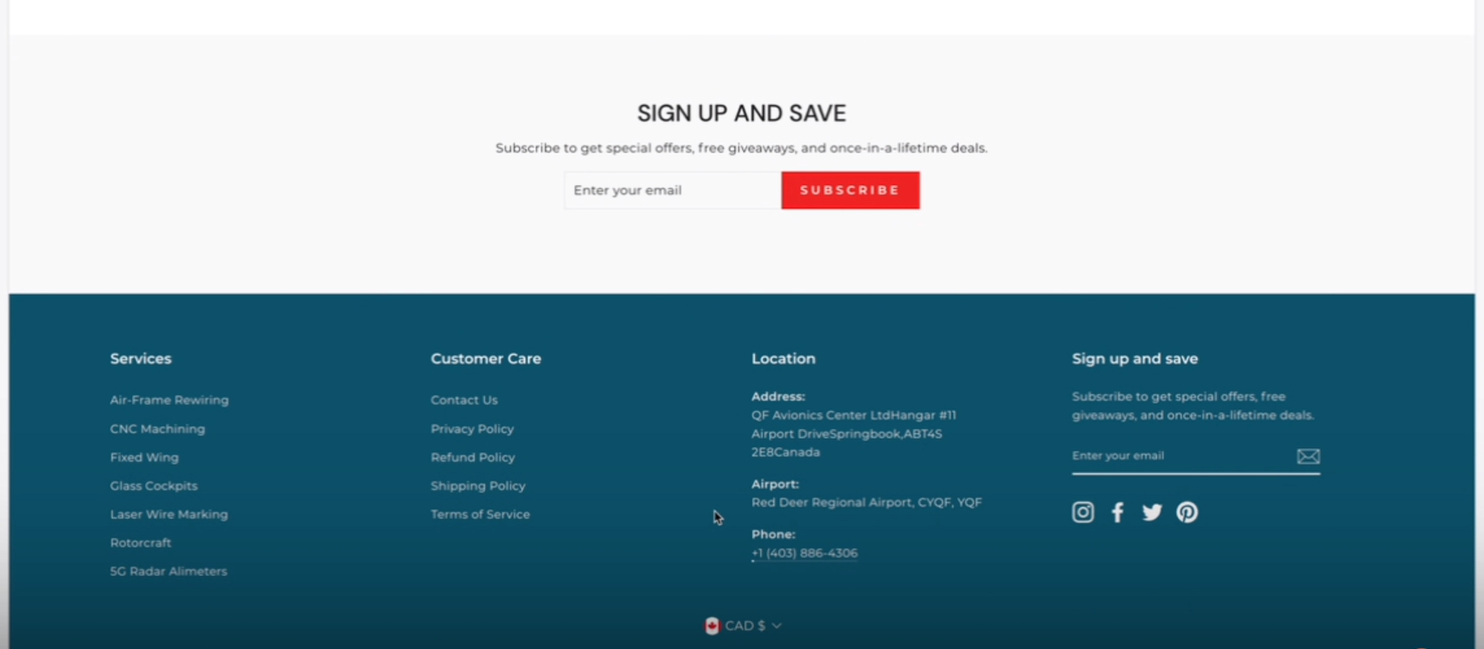 SIGN UP AND SAVE
Subscribe to get special offers, free giveaways, and once-in-a-lifetime deals.
Enter your email
SUBSCRIBE
Services
Air-Frame Rewiring
CNC Machining
Fixed Wing
Glass Cockpits
Laser Wire Marking
Rotorcraft
5G Radar Alimeters
Customer Care
Contact Us
Privacy Policy
Refund Policy
Shipping Policy
Terms of Service
Location
Address:
QF Avionics Center LtdHangar #11
Airport DriveSpringbook,ABT4S
2E8Canada
Airport:
Red Deer Regional Airport, CYQF, YQF
Phone:
+1 (403) 886-4306
Sign up and save
Subscribe to get special offers, free
giveaways, and once-in-a-lifetime deals.
Enter your email
CAD $